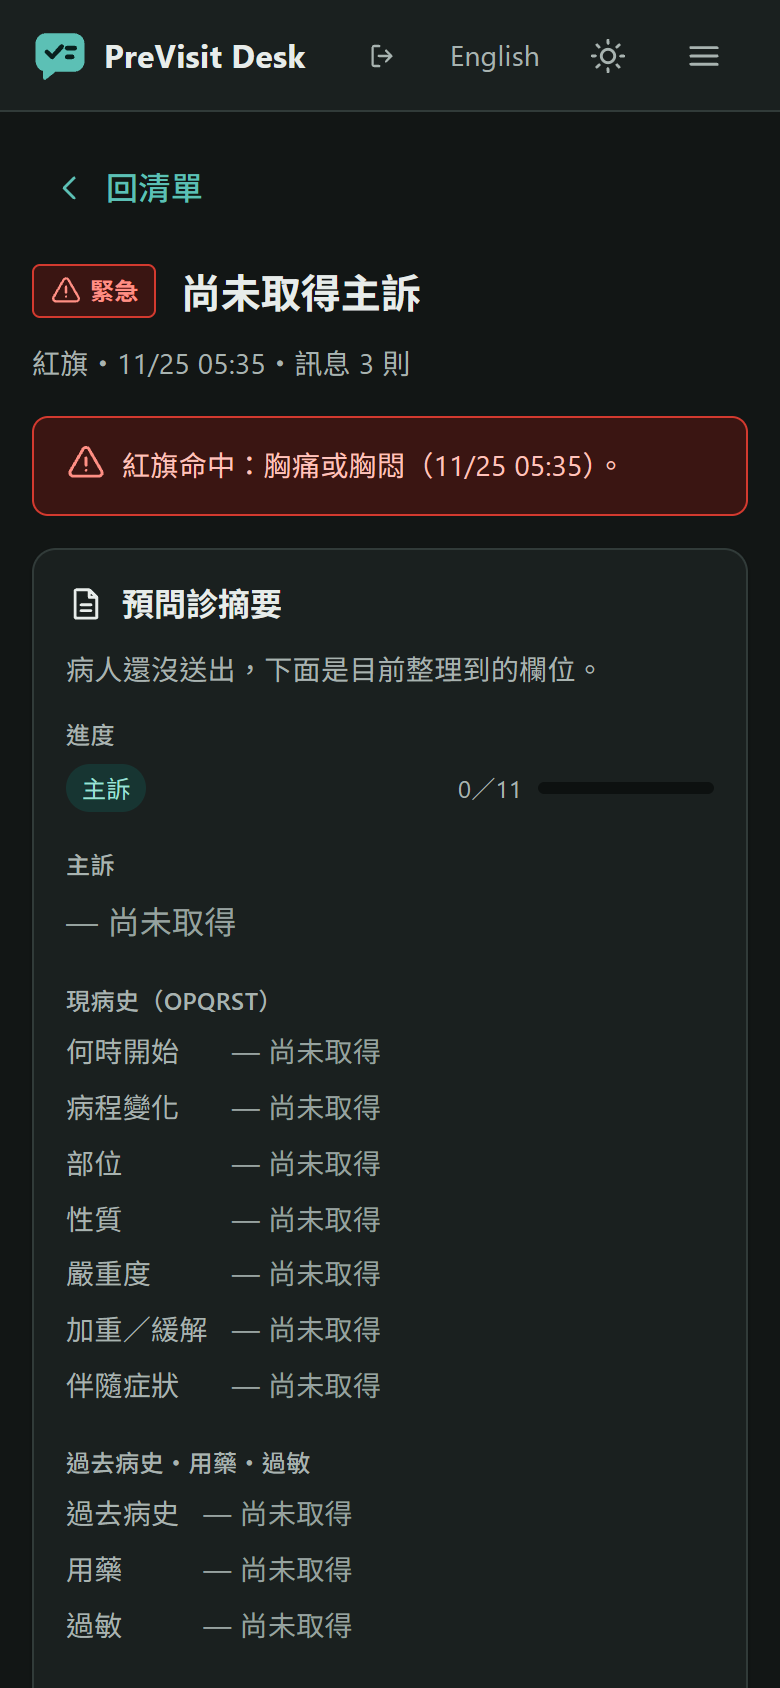 PreVisit Desk English
回清單
緊急 尚未取得主訴
紅旗・11/25 05:35・訊息 3 則
紅旗命中：胸痛或胸悶（11/25 05:35）。
預問診摘要
病人還沒送出，下面是目前整理到的欄位。
進度
主訴 0／11
主訴
— 尚未取得
現病史（OPQRST）
何時開始 — 尚未取得
病程變化 — 尚未取得
部位 — 尚未取得
性質 — 尚未取得
嚴重度 — 尚未取得
加重／緩解 — 尚未取得
伴隨症狀 — 尚未取得
過去病史・用藥・過敏
過去病史 — 尚未取得
用藥 — 尚未取得
過敏 — 尚未取得